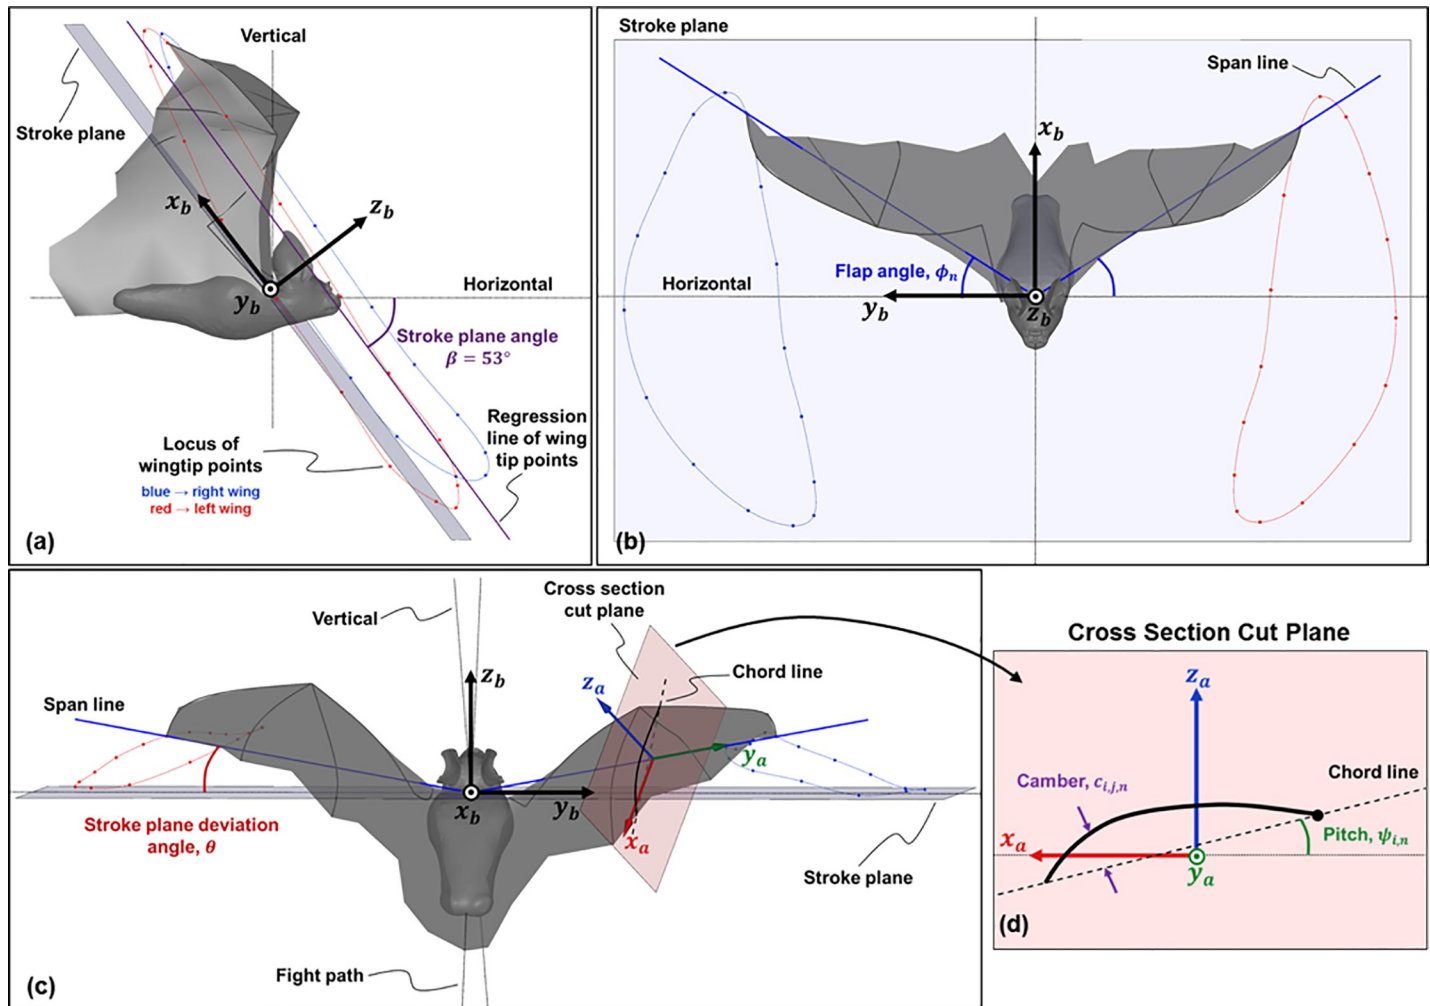 Vertical
Stroke plane
x_b
z_b
y_b
Horizontal
Stroke plane angle
β = 53°
Locus of
wingtip points
blue → right wing
red → left wing
Regression
line of wing
tip points
(a)
Stroke plane
Span line
x_b
Flap angle, ϕ_n
Horizontal
y_b
z_b
(b)
Vertical
Cross section
cut plane
Chord line
z_b
z_a
Span line
y_a
x_b
y_b
x_a
Stroke plane deviation
angle, θ
Stroke plane
Fight path
(c)
Cross Section Cut Plane
z_a
Chord line
Camber, c_{i,j,n}
x_a
Pitch, ψ_{i,n}
y_a
(d)